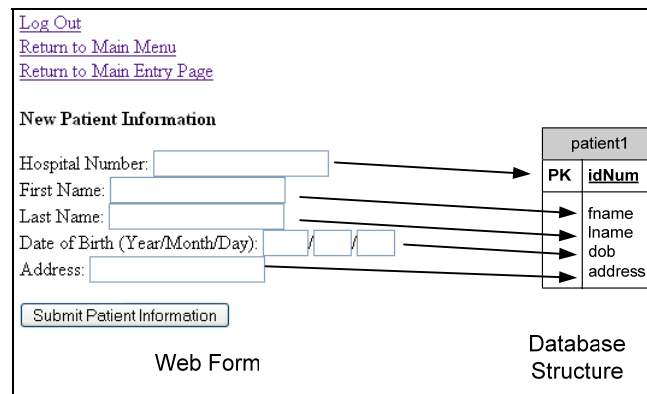 Log Out
Return to Main Menu
Return to Main Entry Page
New Patient Information
Hospital Number:
First Name:
Last Name:
Date of Birth (Year/Month/Day): / /
Address:
Submit Patient Information
Web Form
patient1
PK idNum
fname
lname
dob
address
Database
Structure